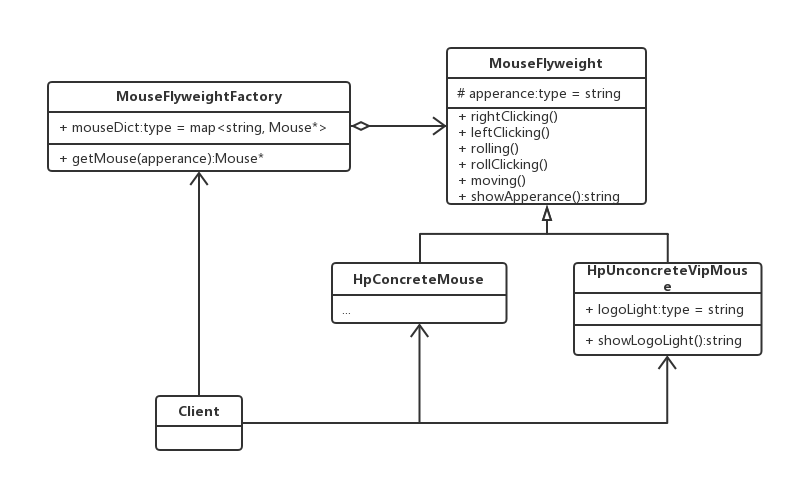 MouseFlyweight
# apperance:type = string
+ rightClicking()
+ leftClicking()
+ rolling()
+ rollClicking()
+ moving()
+ showApperance():string
MouseFlyweightFactory
+ mouseDict:type = map<string, Mouse*>
+ getMouse(apperance):Mouse*
HpConcreteMouse
...
HpUnconcreteVipMous
e
+ logoLight:type = string
+ showLogoLight():string
Client